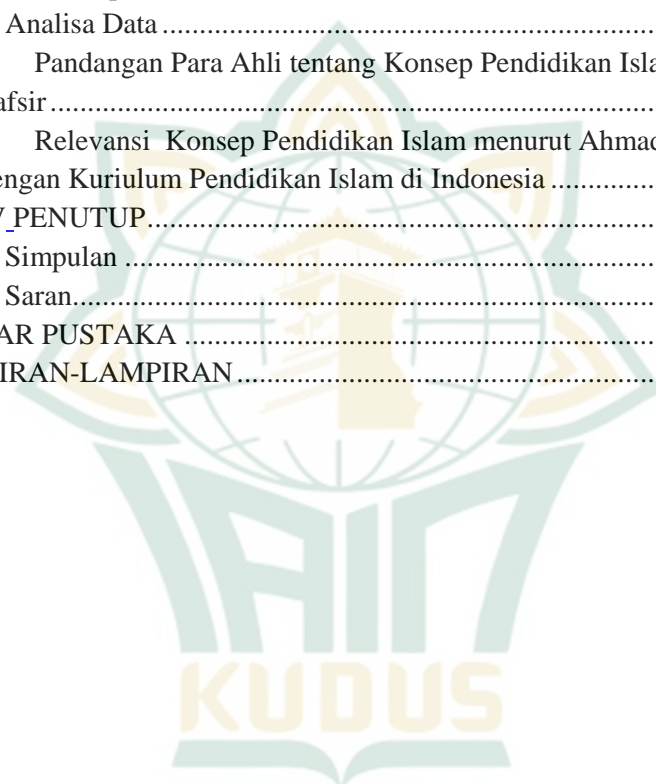 Analisa Data ....................................................................
Pandangan Para Ahli tentang Konsep Pendidikan Isla
afsir ....................................................................................
Relevansi  Konsep Pendidikan Islam menurut Ahmad
engan Kuriulum Pendidikan Islam di Indonesia ..............
PENUTUP....................................................................
Simpulan .........................................................................
Saran................................................................................
AR PUSTAKA ...............................................................
IRAN-LAMPIRAN .........................................................
IAIN
KUDUS